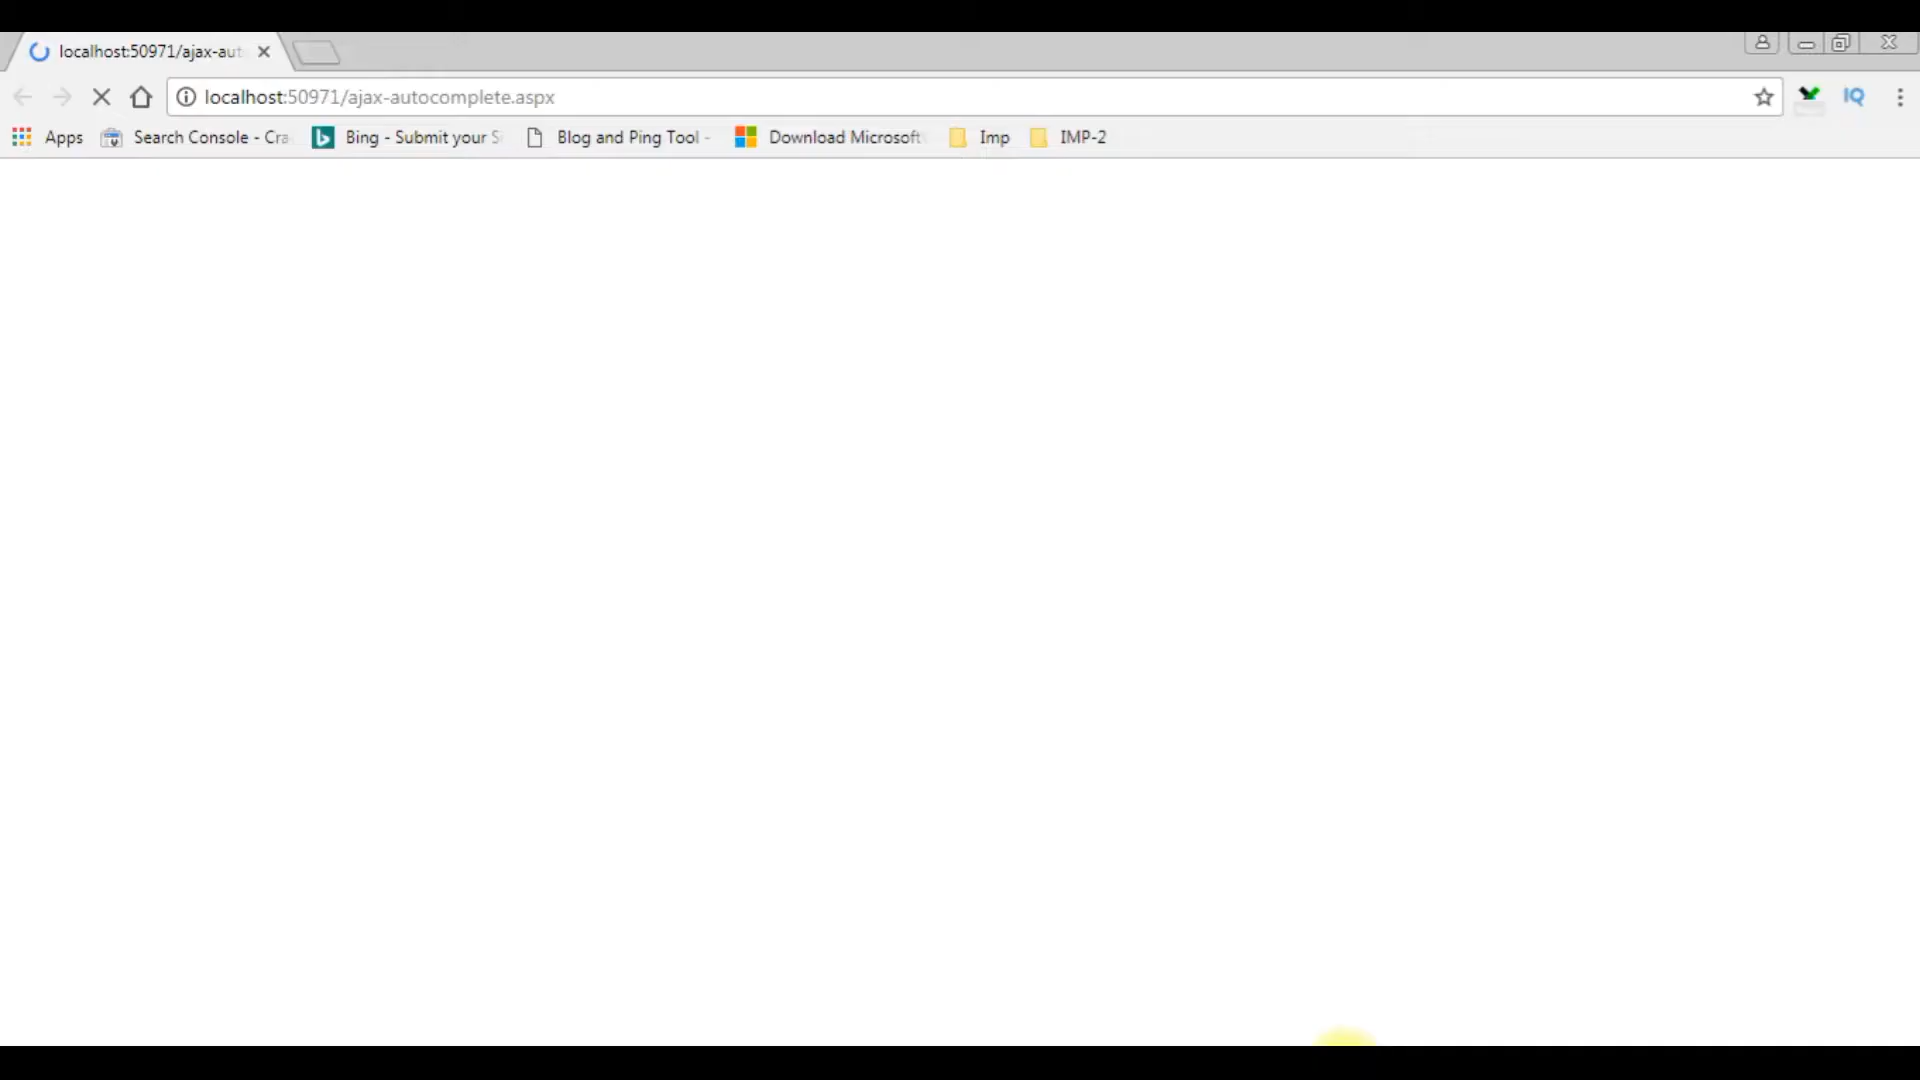 localhost:50971/ajax-aut
localhost:50971/ajax-autocomplete.aspx
IQ
Apps
Search Console - Cra
Bing - Submit your S
Blog and Ping Tool -
Download Microsoft
Imp
IMP-2